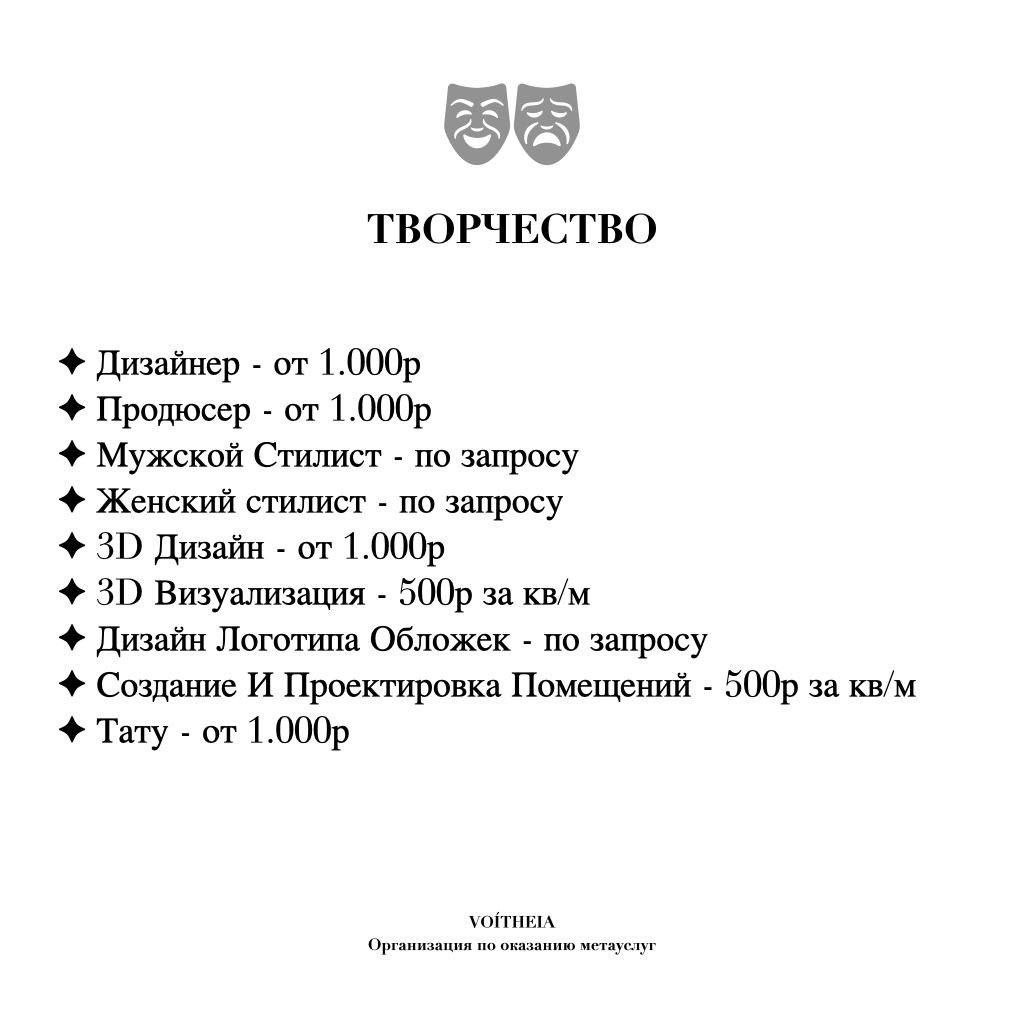 ТВОРЧЕСТВО
✦ Дизайнер - от 1.000р
✦ Продюсер - от 1.000р
✦ Мужской Стилист - по запросу
✦ Женский стилист - по запросу
✦ 3D Дизайн - от 1.000р
✦ 3D Визуализация - 500р за кв/м
✦ Дизайн Логотипа Обложек - по запросу
✦ Создание И Проектировка Помещений - 500р за кв/м
✦ Тату - от 1.000р
VOÍTHEIA
Организация по оказанию метауслуг